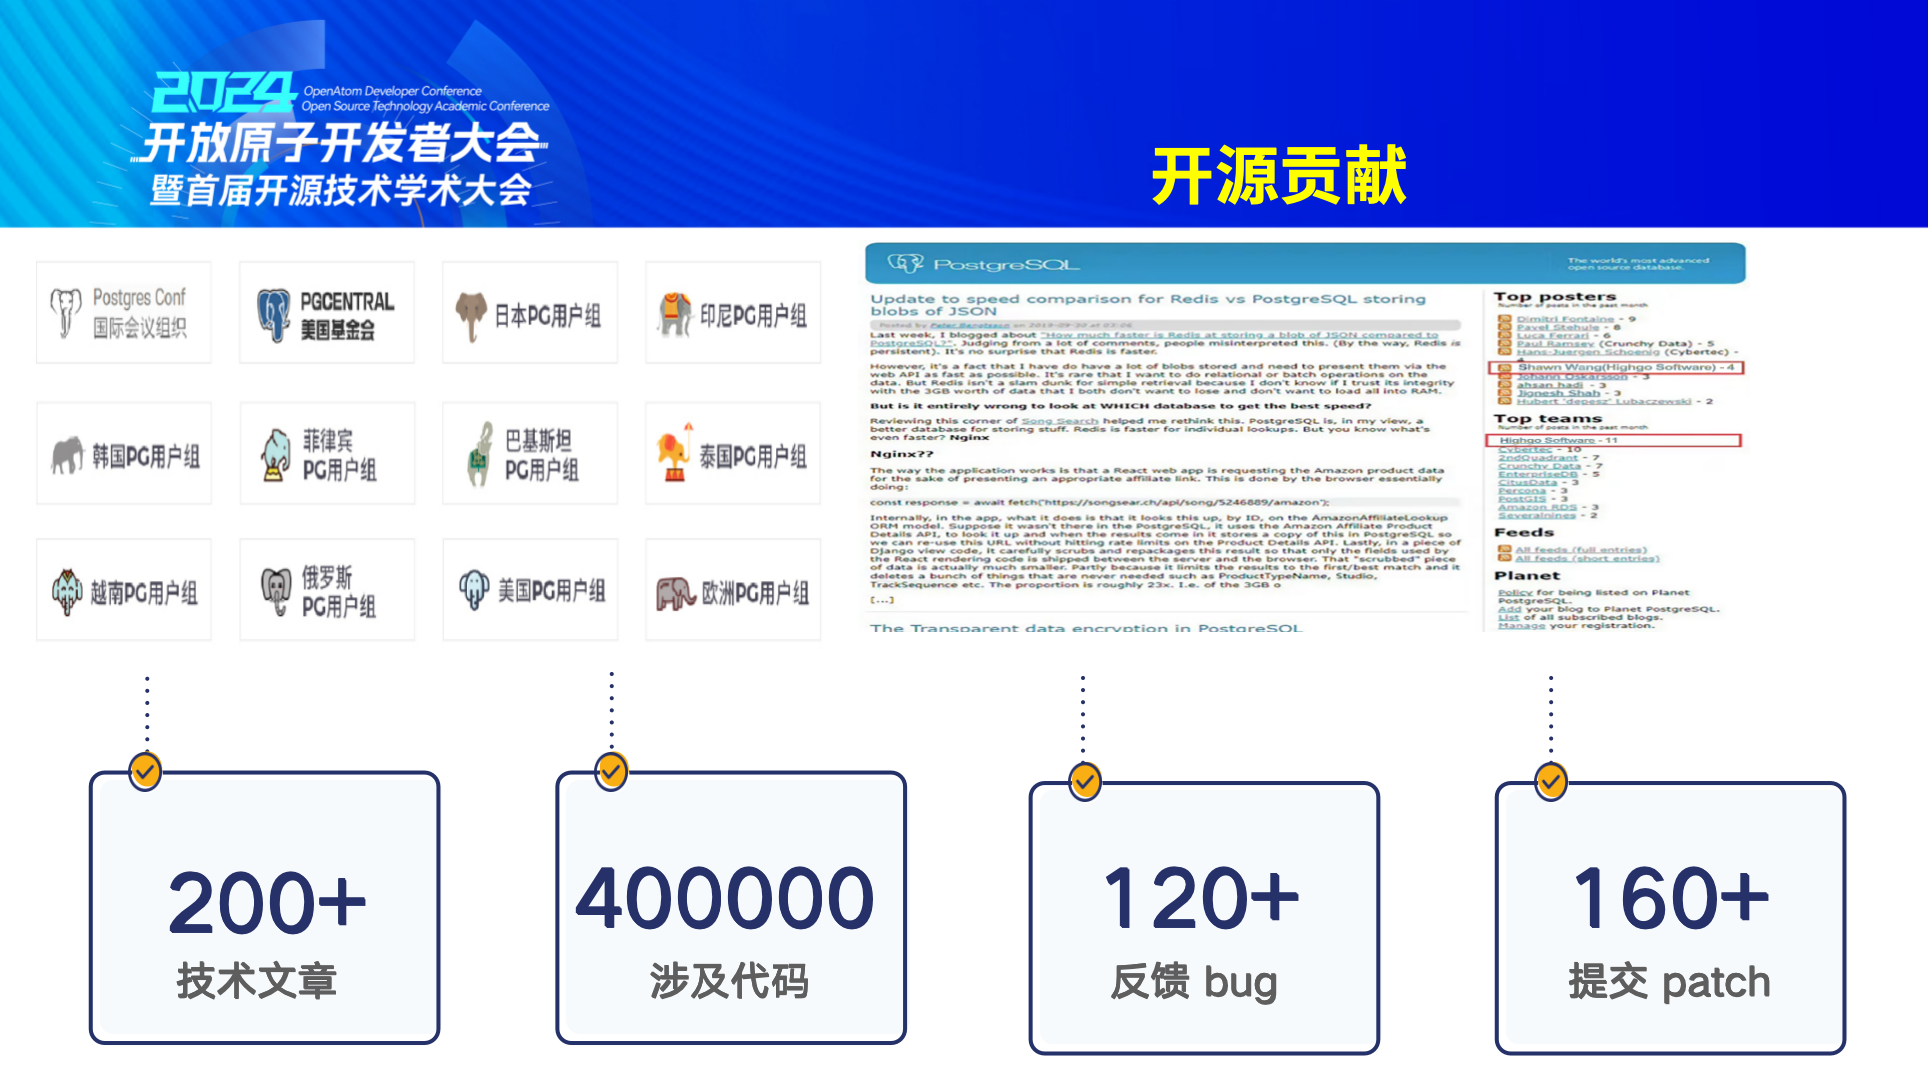 2024
OpenAtom Developer Conference
Open Source Technology Academic Conference
开放原子开发者大会
暨首届开源技术学术大会
开源贡献
Postgres Conf
国际会议组织
PGCENTRAL
美国基金会
日本PG用户组
印尼PG用户组
韩国PG用户组
菲律宾
PG用户组
巴基斯坦
PG用户组
泰国PG用户组
越南PG用户组
俄罗斯
PG用户组
美国PG用户组
欧洲PG用户组
PostgreSQL
The world's most advanced
open source database.
Update to speed comparison for Redis vs PostgreSQL storing
blobs of JSON
Posted by Peter Bengtsson on 2019-09-30 at 03:06
Last week, I blogged about "How much faster is Redis at storing a blob of JSON compared to
PostgreSQL?". Judging from a lot of comments, people misinterpreted this. (By the way, Redis is
persistent). It's no surprise that Redis is faster.
However, it's a fact that I have do have a lot of blobs stored and need to present them via the
web API as fast as possible. It's rare that I want to do relational or batch operations on the
data. But Redis isn't a slam dunk for simple retrieval because I don't know if I trust its integrity
with the 3GB worth of data that I both don't want to lose and don't want to load all into RAM.
But is it entirely wrong to look at WHICH database to get the best speed?
Reviewing this corner of Song Search helped me rethink this. PostgreSQL is, in my view, a
better database for storing stuff. Redis is faster for individual lookups. But you know what's
even faster? Nginx
Nginx??
The way the application works is that a React web app is requesting the Amazon product data
for the sake of presenting an appropriate affiliate link. This is done by the browser essentially
doing:
const response = await fetch('https://songsear.ch/api/song/5246889/amazon');
Internally, in the app, what it does is that it looks this up, by ID, on the AmazonAffiliateLookup
ORM model. Suppose it wasn't there in the PostgreSQL, it uses the Amazon Affiliate Product
Details API, to look it up and when the results come in it stores a copy of this in PostgreSQL so
we can re-use this URL without hitting rate limits on the Product Details API. Lastly, in a piece of
Django view code, it carefully scrubs and repackages this result so that only the fields used by
the React rendering code is shipped between the server and the browser. That "scrubbed" piece
of data is actually much smaller. Partly because it limits the results to the first/best match and it
deletes a bunch of things that are never needed such as ProductTypeName, Studio,
TrackSequence etc. The proportion is roughly 23x. I.e. of the 3GB o
[...]
The Transparent data encryption in PostgreSQL
Top posters
Number of posts in the past month
Dimitri Fontaine - 9
Pavel Stehule - 8
Luca Ferrari - 6
Paul Ramsey (Crunchy Data) - 5
Hans-Juergen Schoenig (Cybertec) -
4
Shawn Wang(Highgo Software) - 4
Johann Oskarsson - 3
ahsan hadi - 3
Jignesh Shah - 3
Hubert 'depesz' Lubaczewski - 2
Top teams
Number of posts in the past month
Highgo Software - 11
Cybertec - 10
2ndQuadrant - 7
Crunchy Data - 7
EnterpriseDB - 5
CitusData - 3
Percona - 3
PostGIS - 3
Amazon RDS - 3
Severalnines - 2
Feeds
All feeds (full entries)
All feeds (short entries)
Planet
Policy for being listed on Planet
PostgreSQL.
Add your blog to Planet PostgreSQL.
List of all subscribed blogs.
Manage your registration.
200+
技术文章
400000
涉及代码
120+
反馈 bug
160+
提交 patch